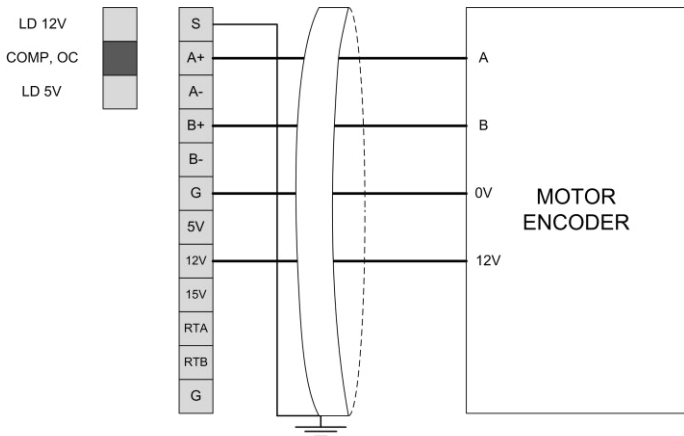 LD 12V
COMP, OC
LD 5V
S
A+
A-
B+
B-
G
5V
12V
15V
RTA
RTB
G
A
B
0V
12V
MOTOR
ENCODER